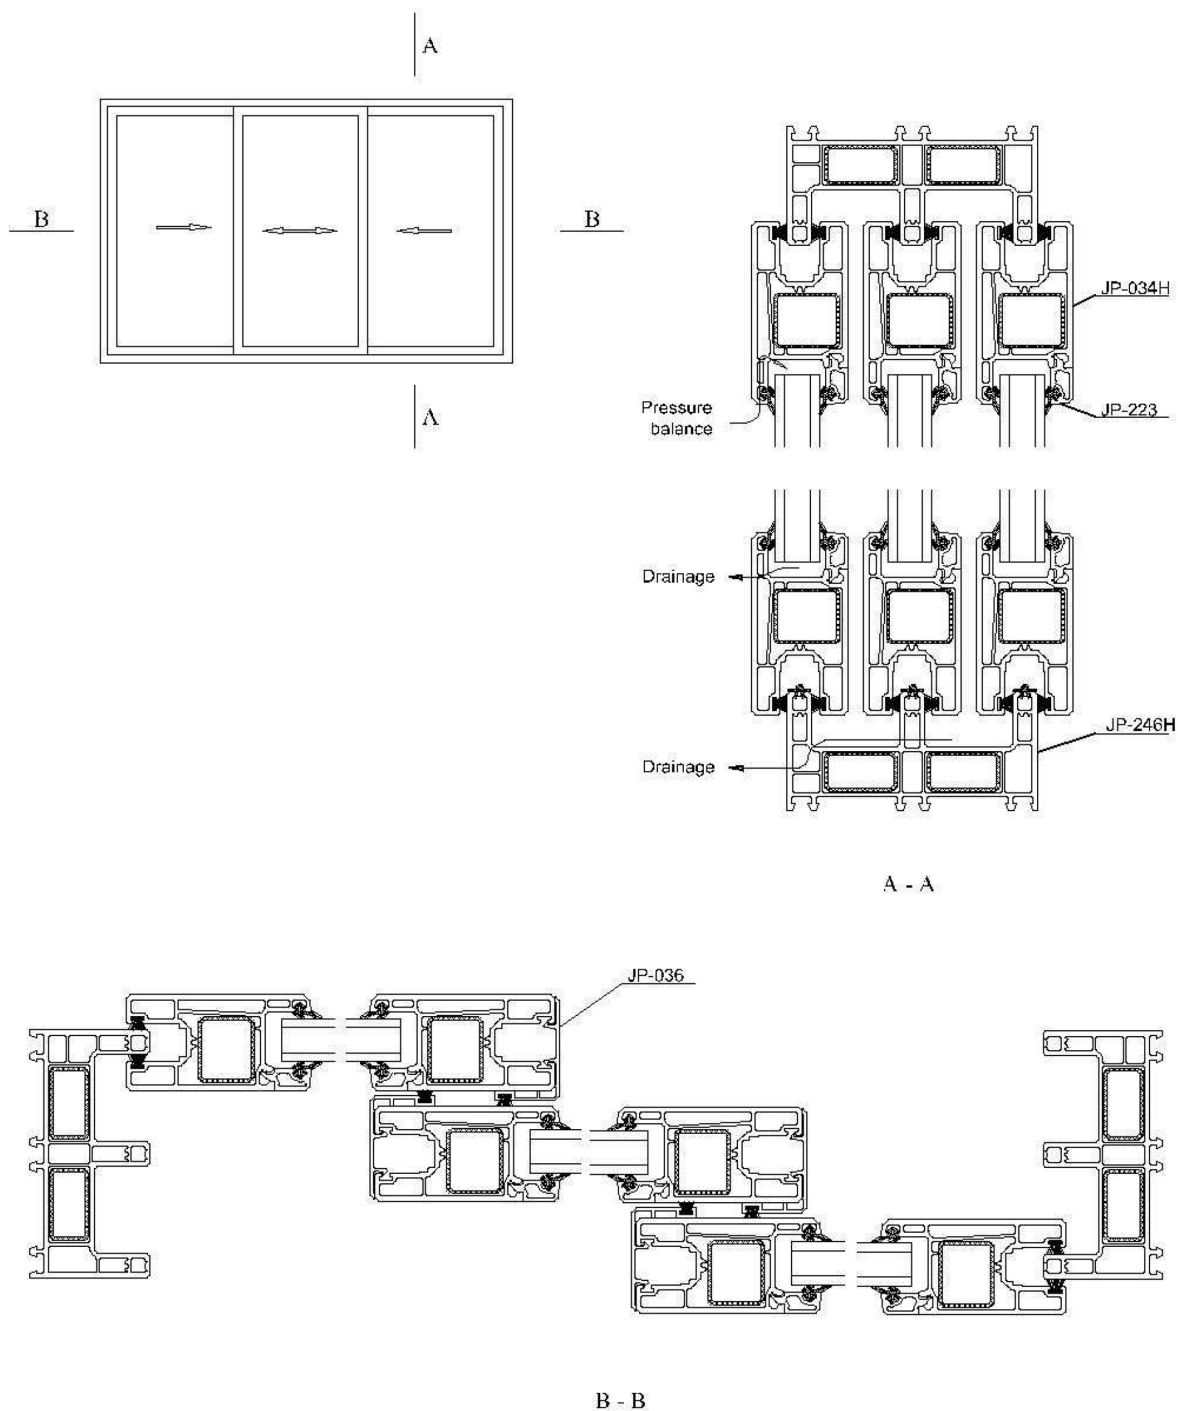 A
B
B
A
JP-034H
JP-223
Pressure
balance
Drainage
JP-246H
Drainage
A - A
JP-036
B - B